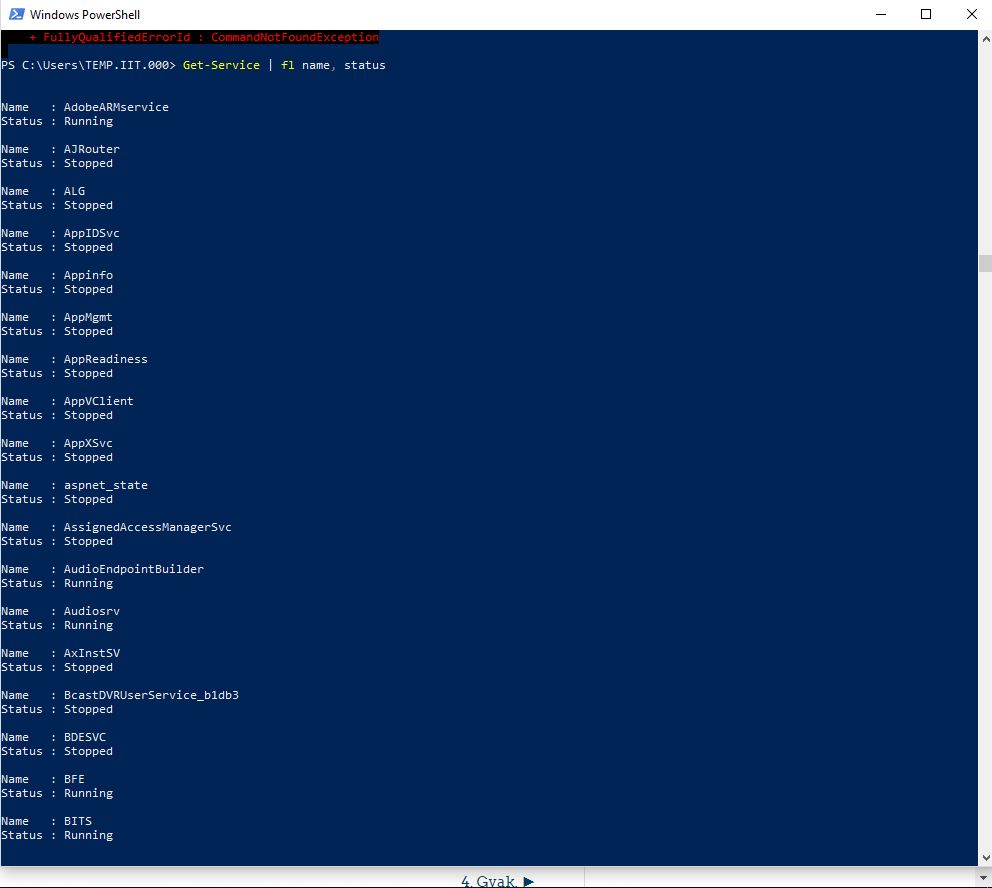 Windows PowerShell
+ FullyQualifiedErrorId : CommandNotFoundException
PS C:\Users\TEMP.IIT.000> Get-Service | fl name, status
Name   : AdobeARMservice
Status : Running
Name   : AJRouter
Status : Stopped
Name   : ALG
Status : Stopped
Name   : AppIDSvc
Status : Stopped
Name   : Appinfo
Status : Stopped
Name   : AppMgmt
Status : Stopped
Name   : AppReadiness
Status : Stopped
Name   : AppVClient
Status : Stopped
Name   : AppXSvc
Status : Stopped
Name   : aspnet_state
Status : Stopped
Name   : AssignedAccessManagerSvc
Status : Stopped
Name   : AudioEndpointBuilder
Status : Running
Name   : Audiosrv
Status : Running
Name   : AxInstSV
Status : Stopped
Name   : BcastDVRUserService_b1db3
Status : Stopped
Name   : BDESVC
Status : Stopped
Name   : BFE
Status : Running
Name   : BITS
Status : Running
4. Gyak. ►